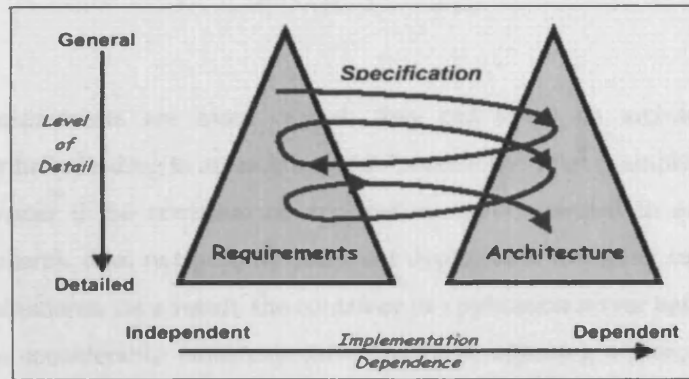 General
Specification
Level
of
Detail
Requirements
Architecture
Detailed
Independent
Implementation
Dependence
Dependent